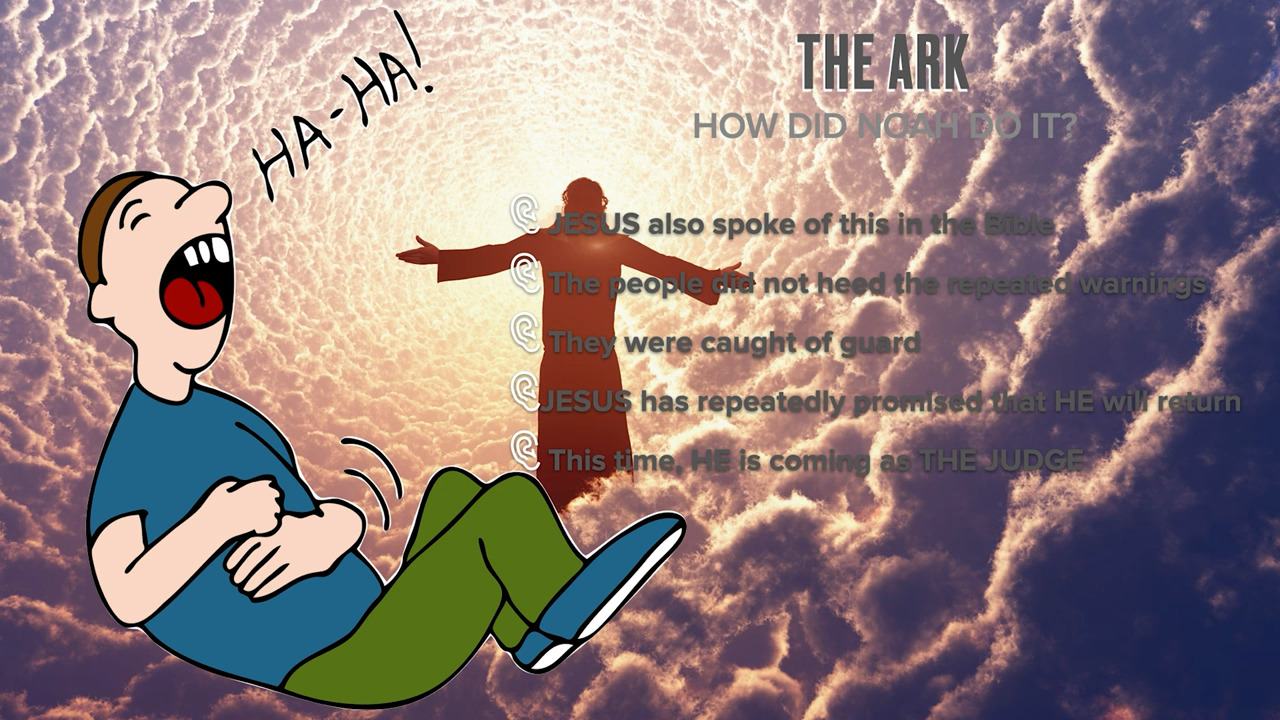 HA-HA!
THE ARK
HOW DID NOAH DO IT?
JESUS also spoke of this in the Bible
The people did not heed the repeated warnings
They were caught of guard
JESUS has repeatedly promised that HE will return
This time, HE is coming as THE JUDGE